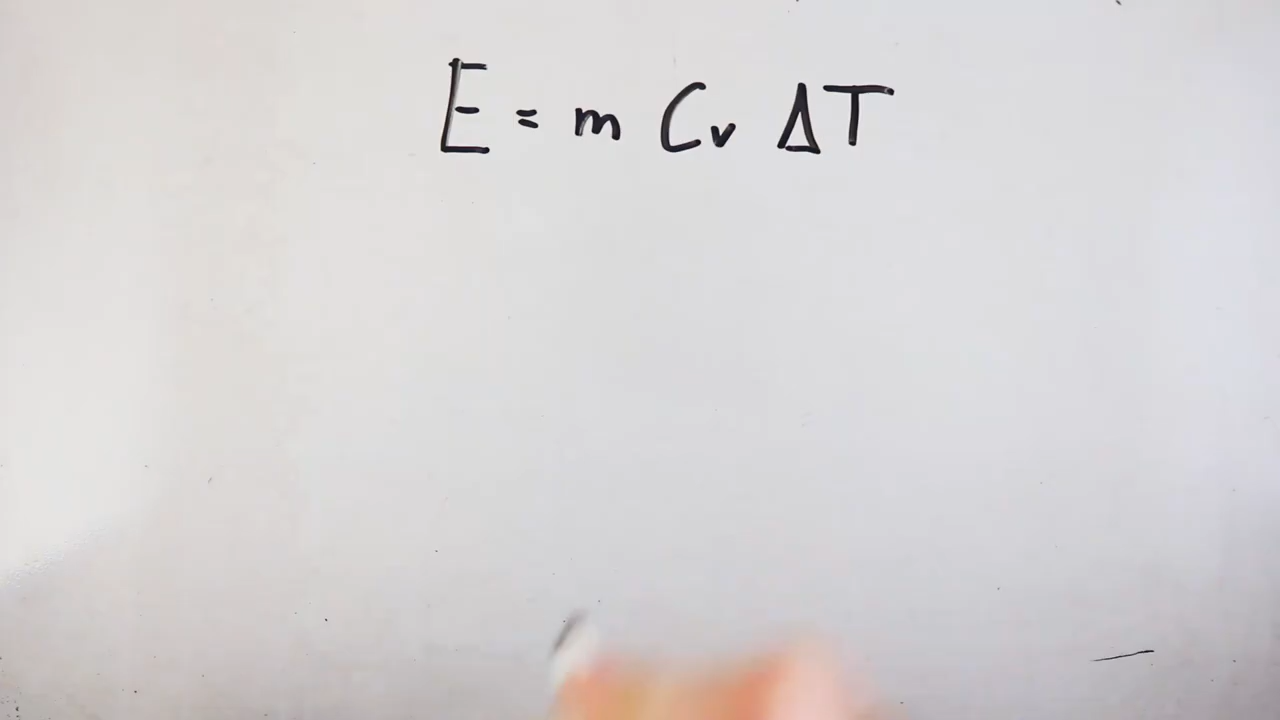 E = m Cv ΔT